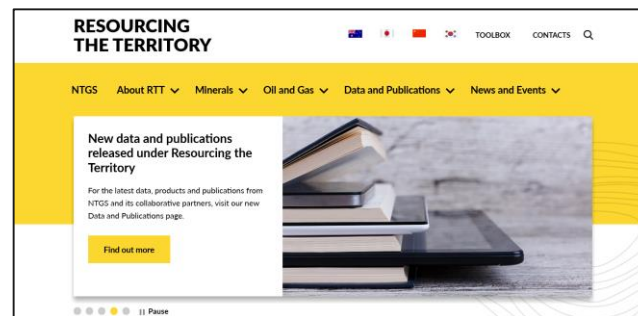 RESOURCING
THE TERRITORY
TOOLBOX
CONTACTS
NTGS
About RTT
Minerals
Oil and Gas
Data and Publications
News and Events
New data and publications
released under Resourcing the
Territory
For the latest data, products and publications from
NTGS and its collaborative partners, visit our new
Data and Publications page.
Find out more
Pause